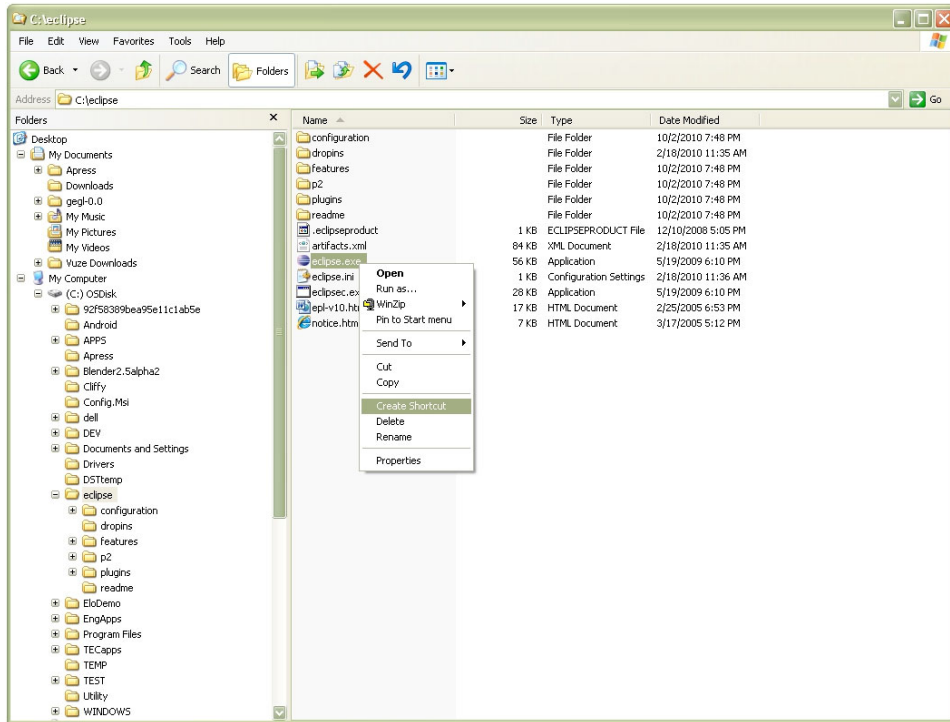 C:\eclipse
File Edit View Favorites Tools Help
Back Search Folders
Address C:\eclipse Go
Folders x
Name Size Type Date Modified
Desktop
My Documents
Apress
Downloads
gegl-0.0
My Music
My Pictures
My Videos
Vuze Downloads
My Computer
(C:) OSDisk
92f58389bea95e11c1ab5e
Android
APPS
Apress
Blender2.5alpha2
Cliffy
Config.Msi
dell
DEV
Documents and Settings
Drivers
DSTtemp
eclipse
configuration
dropins
features
p2
plugins
readme
EloDemo
EngApps
Program Files
TECapps
TEMP
TEST
Utility
WINDOWS
configuration File Folder 10/2/2010 7:48 PM
dropins File Folder 2/18/2010 11:35 AM
features File Folder 10/2/2010 7:48 PM
p2 File Folder 10/2/2010 7:48 PM
plugins File Folder 10/2/2010 7:48 PM
readme File Folder 10/2/2010 7:48 PM
.eclipseproduct 1 KB ECLIPSEPRODUCT File 12/10/2008 5:05 PM
artifacts.xml 84 KB XML Document 2/18/2010 11:35 AM
eclipse.exe 56 KB Application 5/19/2009 6:10 PM
eclipse.ini 1 KB Configuration Settings 2/18/2010 11:36 AM
eclipsec.ex 28 KB Application 5/19/2009 6:10 PM
epl-v10.ht 17 KB HTML Document 2/25/2005 6:53 PM
notice.htm 7 KB HTML Document 3/17/2005 5:12 PM
Open
Run as...
WinZip
Pin to Start menu
Send To
Cut
Copy
Create Shortcut
Delete
Rename
Properties